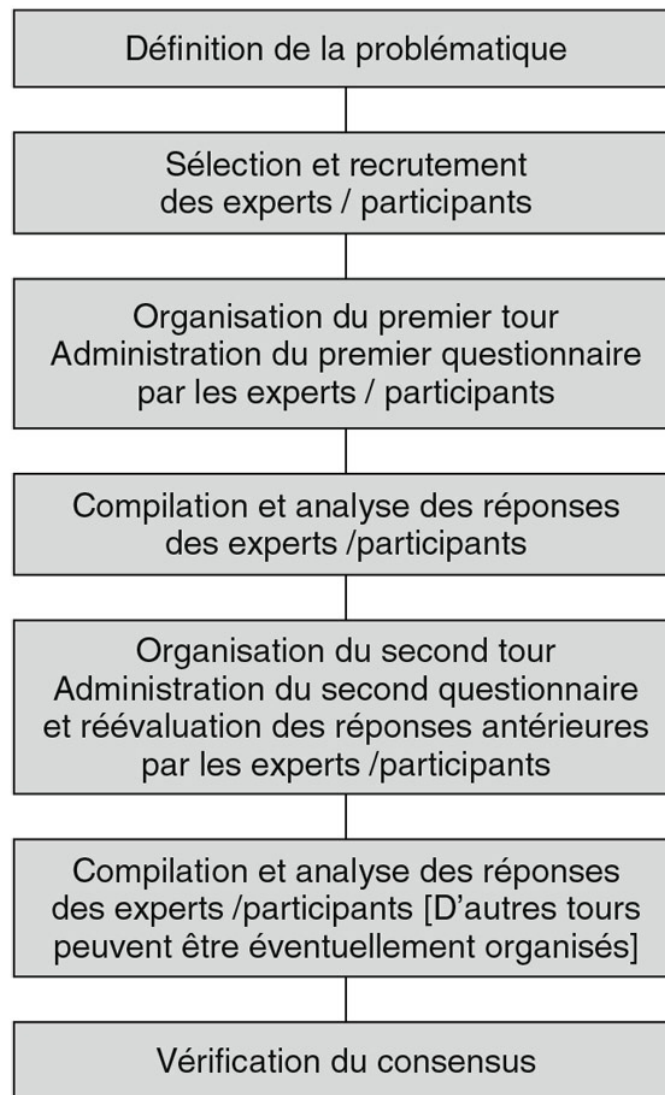 Définition de la problématique
Sélection et recrutement
des experts / participants
Organisation du premier tour
Administration du premier questionnaire
par les experts / participants
Compilation et analyse des réponses
des experts /participants
Organisation du second tour
Administration du second questionnaire
et réévaluation des réponses antérieures
par les experts /participants
Compilation et analyse des réponses
des experts /participants [D’autres tours
peuvent être éventuellement organisés]
Vérification du consensus